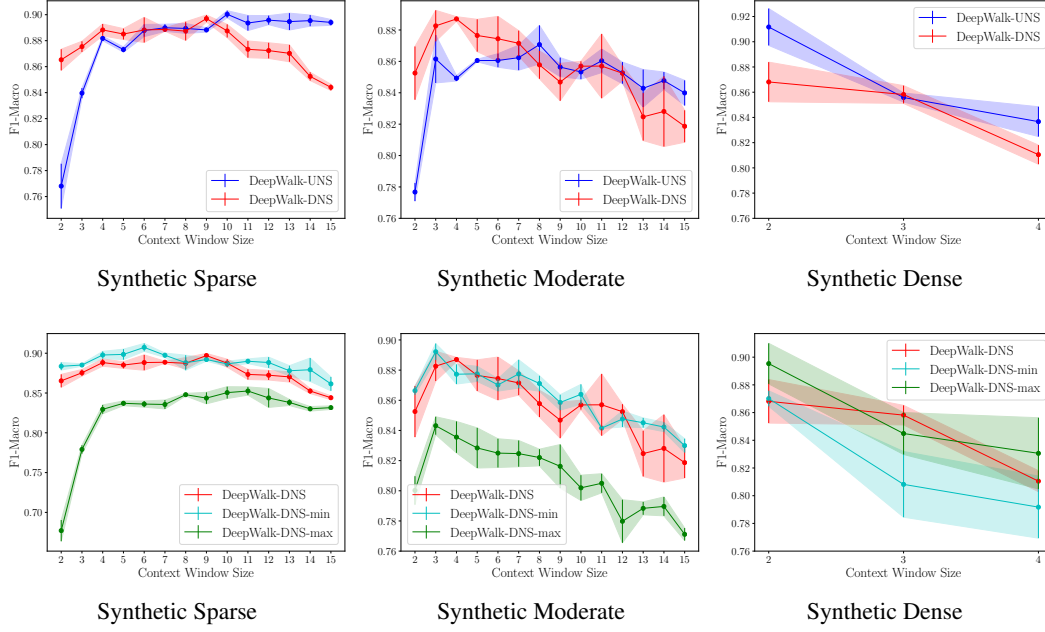 0.90
0.88
0.86
0.84
0.82
0.80
0.78
0.76
F1-Macro
DeepWalk-UNS
DeepWalk-DNS
2 3 4 5 6 7 8 9 10 11 12 13 14 15
Context Window Size
Synthetic Sparse
0.88
0.86
0.84
0.82
0.80
0.78
0.76
F1-Macro
DeepWalk-UNS
DeepWalk-DNS
2 3 4 5 6 7 8 9 10 11 12 13 14 15
Context Window Size
Synthetic Moderate
0.92
0.90
0.88
0.86
0.84
0.82
0.80
0.78
0.76
F1-Macro
DeepWalk-UNS
DeepWalk-DNS
2 3 4
Context Window Size
Synthetic Dense
0.90
0.85
0.80
0.75
0.70
F1-Macro
DeepWalk-DNS
DeepWalk-DNS-min
DeepWalk-DNS-max
2 3 4 5 6 7 8 9 10 11 12 13 14 15
Context Window Size
Synthetic Sparse
0.90
0.88
0.86
0.84
0.82
0.80
0.78
0.76
F1-Macro
DeepWalk-DNS
DeepWalk-DNS-min
DeepWalk-DNS-max
2 3 4 5 6 7 8 9 10 11 12 13 14 15
Context Window Size
Synthetic Moderate
0.90
0.88
0.86
0.84
0.82
0.80
0.78
0.76
F1-Macro
DeepWalk-DNS
DeepWalk-DNS-min
DeepWalk-DNS-max
2 3 4
Context Window Size
Synthetic Dense